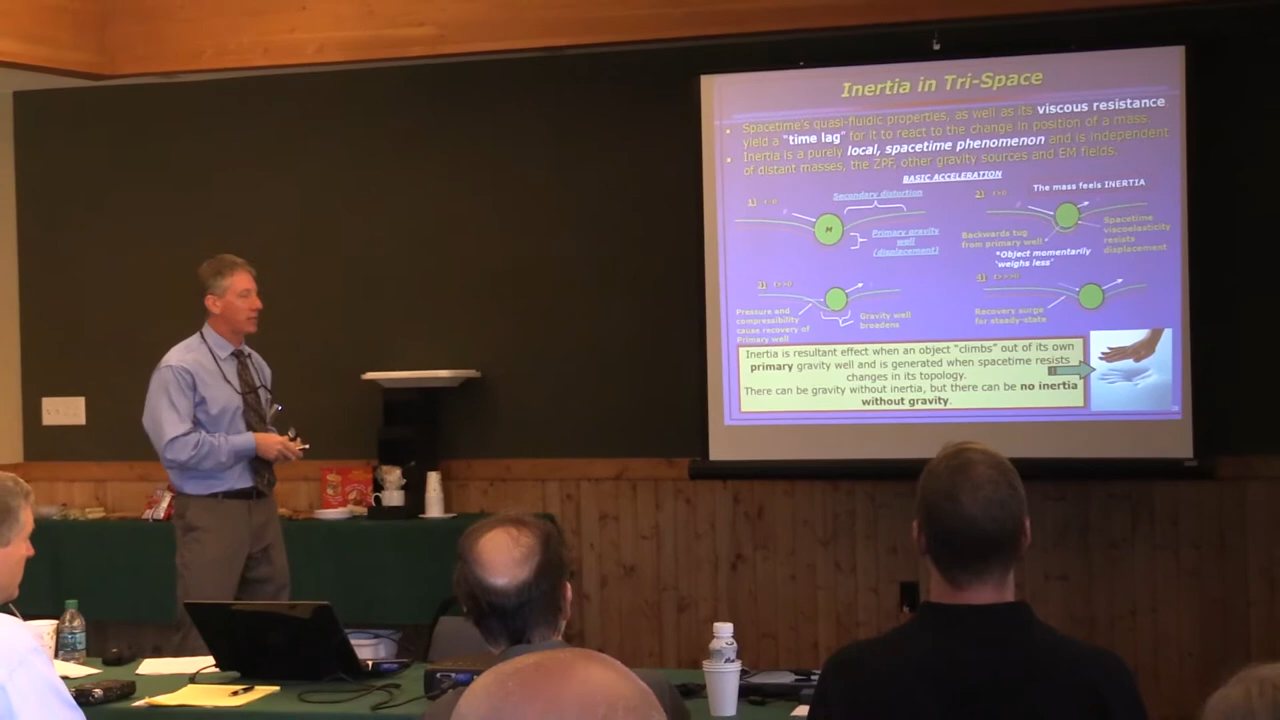 Inertia in Tri-Space
Spacetime's quasi-fluidic properties, as well as its viscous resistance
yield a "time lag" for it to react to the change in position of a mass.
Inertia is a purely local, spacetime phenomenon and is independent
of distant masses, the ZPF, other gravity sources and EM fields.
BASIC ACCELERATION
1)
Secondary distortion
M
Primary gravity
well
(displacement)
2) t>0
The mass feels INERTIA
Backwards tug
from primary well
Spacetime
viscoelasticity
resists
displacement
*Object momentarily
'weighs less'
t>>0
Pressure and
compressibility
cause recovery of
Primary well
Gravity well
broadens
4)
Recovery surge
for steady-state
Inertia is resultant effect when an object "climbs" out of its own
primary gravity well and is generated when spacetime resists
changes in its topology.
There can be gravity without inertia, but there can be no inertia
without gravity.